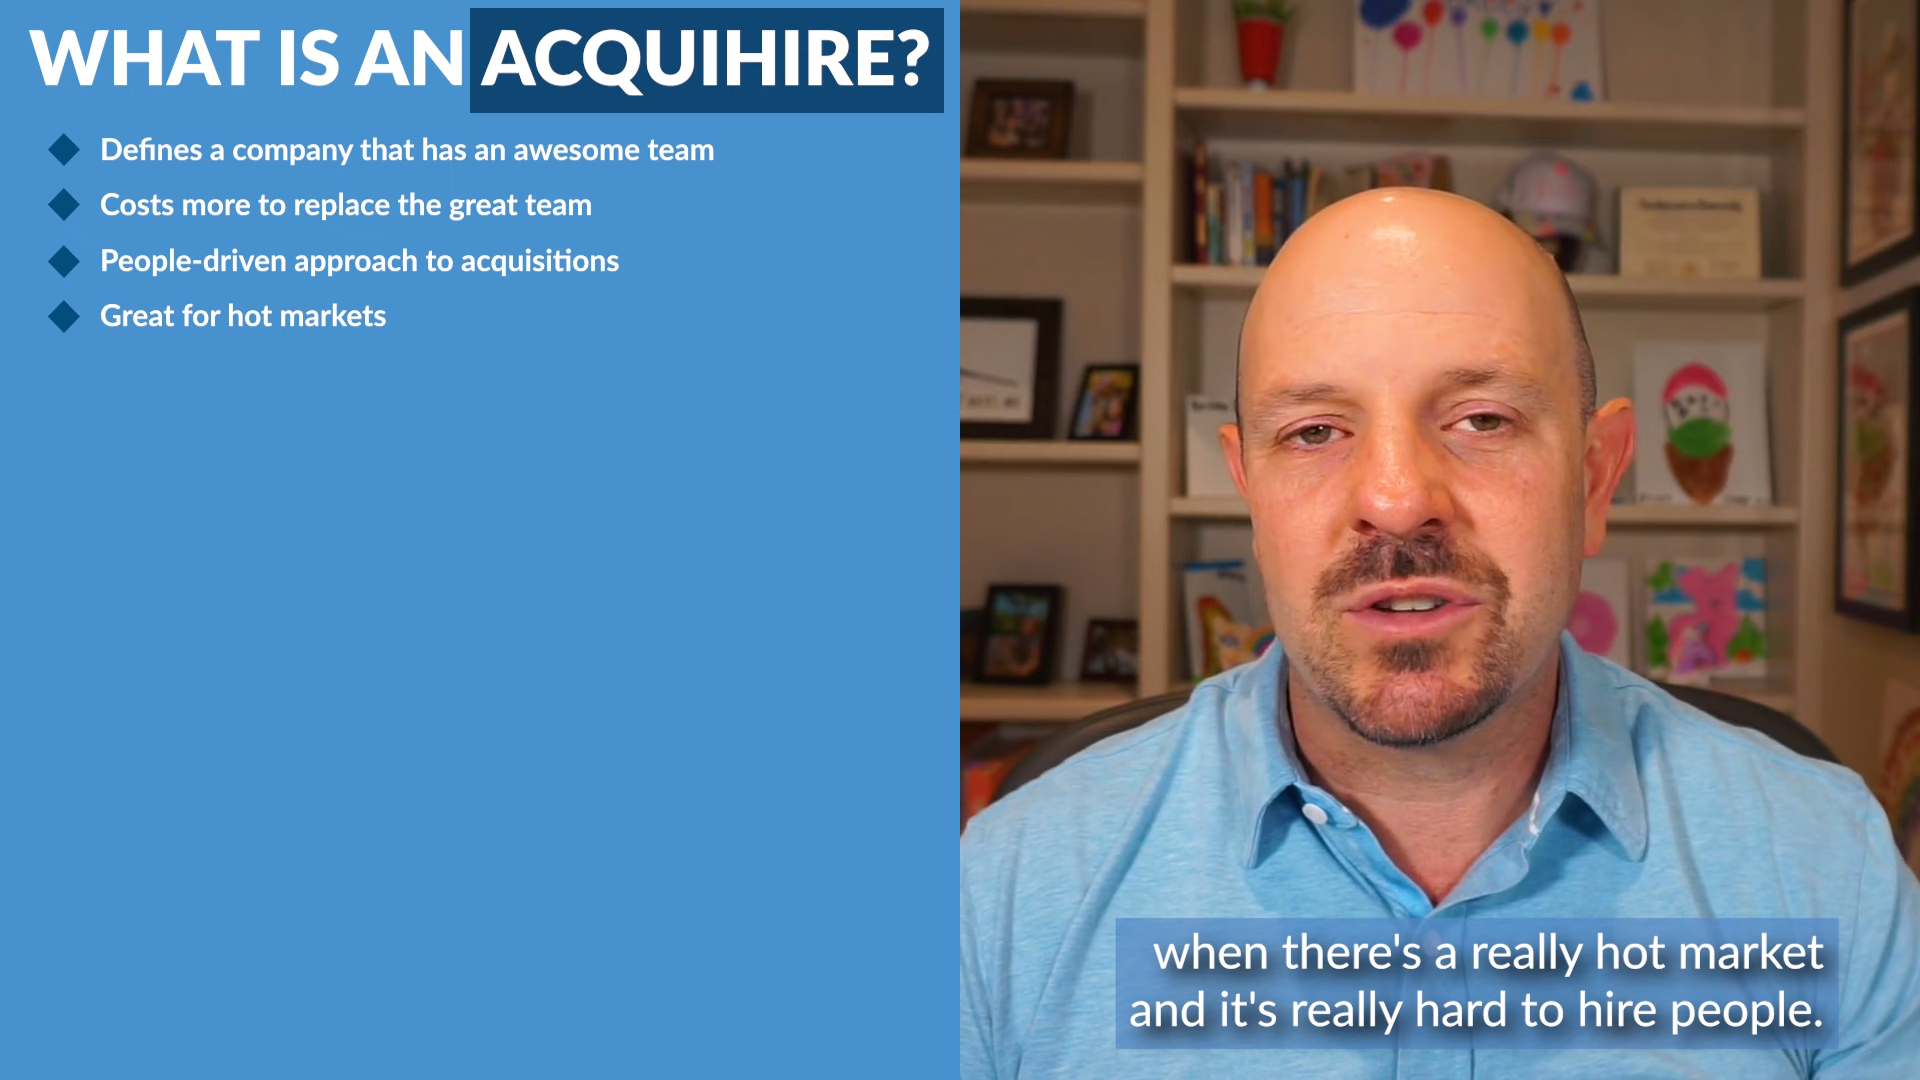 WHAT IS AN ACQUIHIRE?
Defines a company that has an awesome team
Costs more to replace the great team
People-driven approach to acquisitions
Great for hot markets
when there's a really hot market
and it's really hard to hire people.